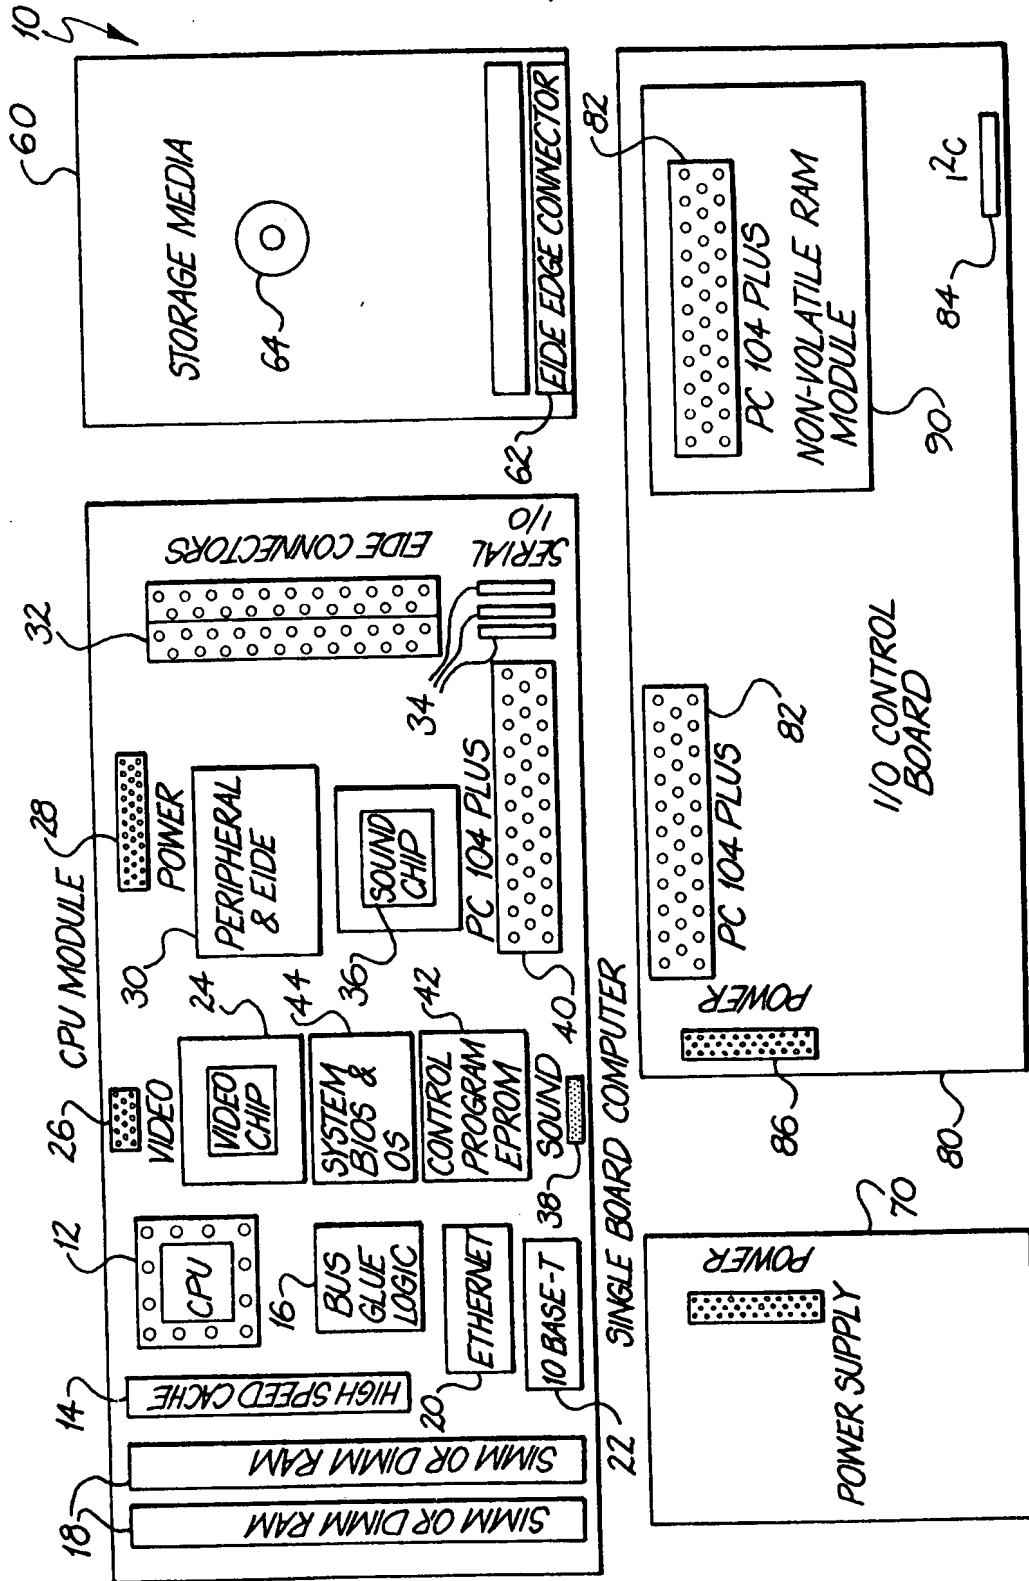 10
60
STORAGE MEDIA
64
EIDE EDGE CONNECTOR
62
CPU MODULE
18
SIMM OR DIMM RAM
SIMM OR DIMM RAM
14
HIGH SPEED CACHE
12
CPU
16
BUS
GLUE
LOGIC
20
ETHERNET
22
10 BASE-T
26
VIDEO
24
VIDEO
CHIP
44
SYSTEM
BIOS &
OS
42
CONTROL
PROGRAM
EPROM
38
SOUND
28
POWER
30
PERIPHERAL
& EIDE
36
SOUND
CHIP
40
PC 104 PLUS
32
EIDE CONNECTORS
34
SERIAL
I/O
SINGLE BOARD COMPUTER
70
POWER
POWER SUPPLY
80
86
POWER
82
PC 104 PLUS
I/O CONTROL
BOARD
82
PC 104 PLUS
NON-VOLATILE RAM
MODULE
90
84
I2C